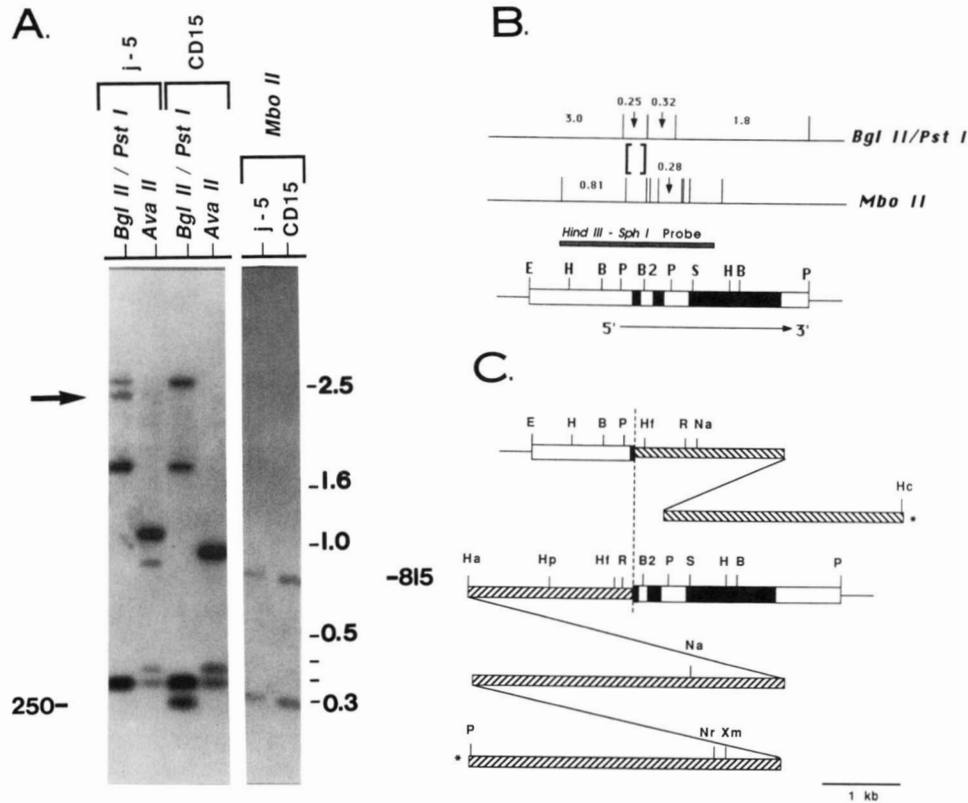 A.
j - 5
CD15
Bgl II / Pst I
Ava II
Bgl II / Pst I
Ava II
Mbo II
j - 5
CD15
-2.5
-1.6
-1.0
-0.5
-
-
-0.3
250-
B.
3.0 0.25 0.32 1.8
Bgl II/Pst I
[ ]
0.81 0.28
Mbo II
Hind III - Sph I Probe
E H B P B2 P S H B P
5' 3'
C.
E H B P Hf R Na
Hc
*
-815
Ha Hp Hf R B2 P S H B P
Na
P Nr Xm
*
1 kb